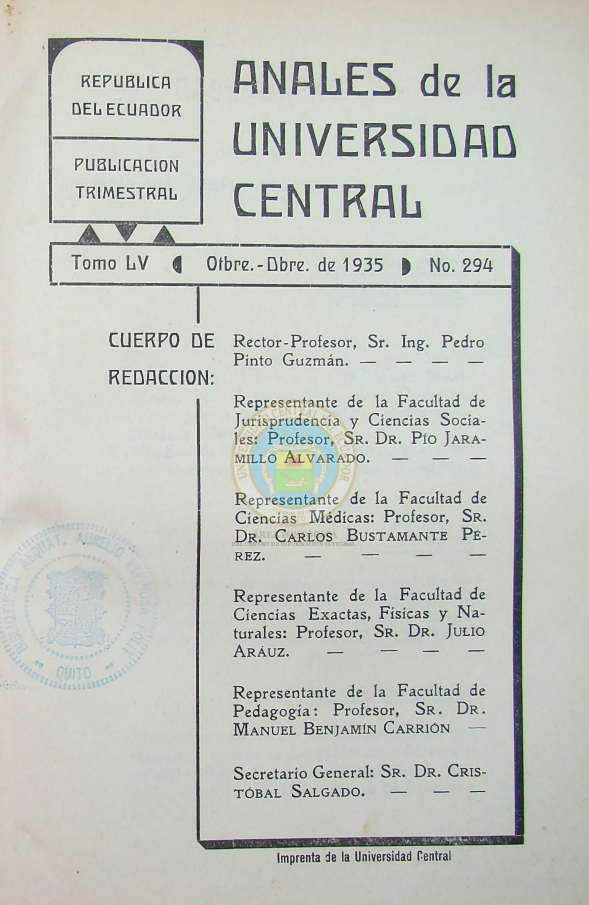 REPUBLICA
DEL ECUADOR
PUBLICACION
TRIMESTRAL
ANALES de la
UNIVERSIDAD
CENTRAL
Tomo LV Otbre.-Dbre. de 1935 No. 294
CUERPO DE
REDACCION:
Rector-Profesor, Sr. Ing. Pedro
Pinto Guzmán. — — — —
Representante de la Facultad de
Jurisprudencia y Ciencias Socia-
les: Profesor, SR. DR. PÍO JARA-
MILLO ALVARADO. — — —
Representante de la Facultad de
Ciencias Médicas: Profesor, SR.
DR. CARLOS BUSTAMANTE PÉ-
REZ. — — — —
Representante de la Facultad de
Ciencias Exactas, Físicas y Na-
turales: Profesor, SR. DR. JULIO
ARÁUZ. — — — —
Representante de la Facultad de
Pedagogía: Profesor, SR. DR.
MANUEL BENJAMÍN CARRIÓN —
Secretario General: SR. DR. CRIS-
TÓBAL SALGADO. — — —
Imprenta de la Universidad Central
UNIVERSIDAD CENTRAL DEL ECUADOR
QUITO